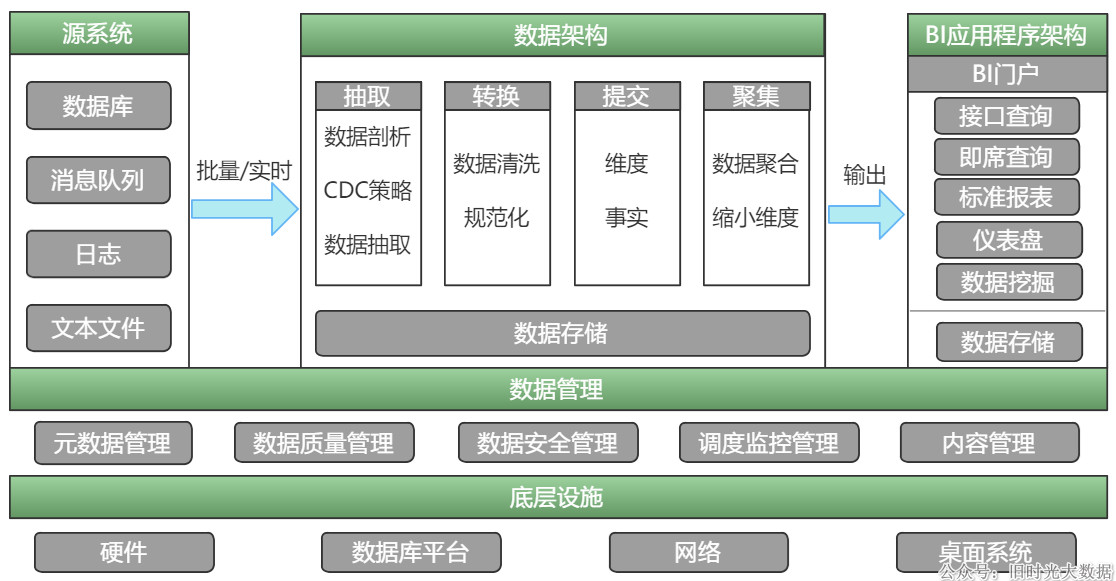 源系统
数据库
消息队列
日志
文本文件
批量/实时
数据架构
抽取
数据剖析
CDC策略
数据抽取
转换
数据清洗
规范化
提交
维度
事实
聚集
数据聚合
缩小维度
数据存储
输出
BI应用程序架构
BI门户
接口查询
即席查询
标准报表
仪表盘
数据挖掘
数据存储
数据管理
元数据管理
数据质量管理
数据安全管理
调度监控管理
内容管理
底层设施
硬件
数据库平台
网络
桌面系统
公众号：旧时光大数据